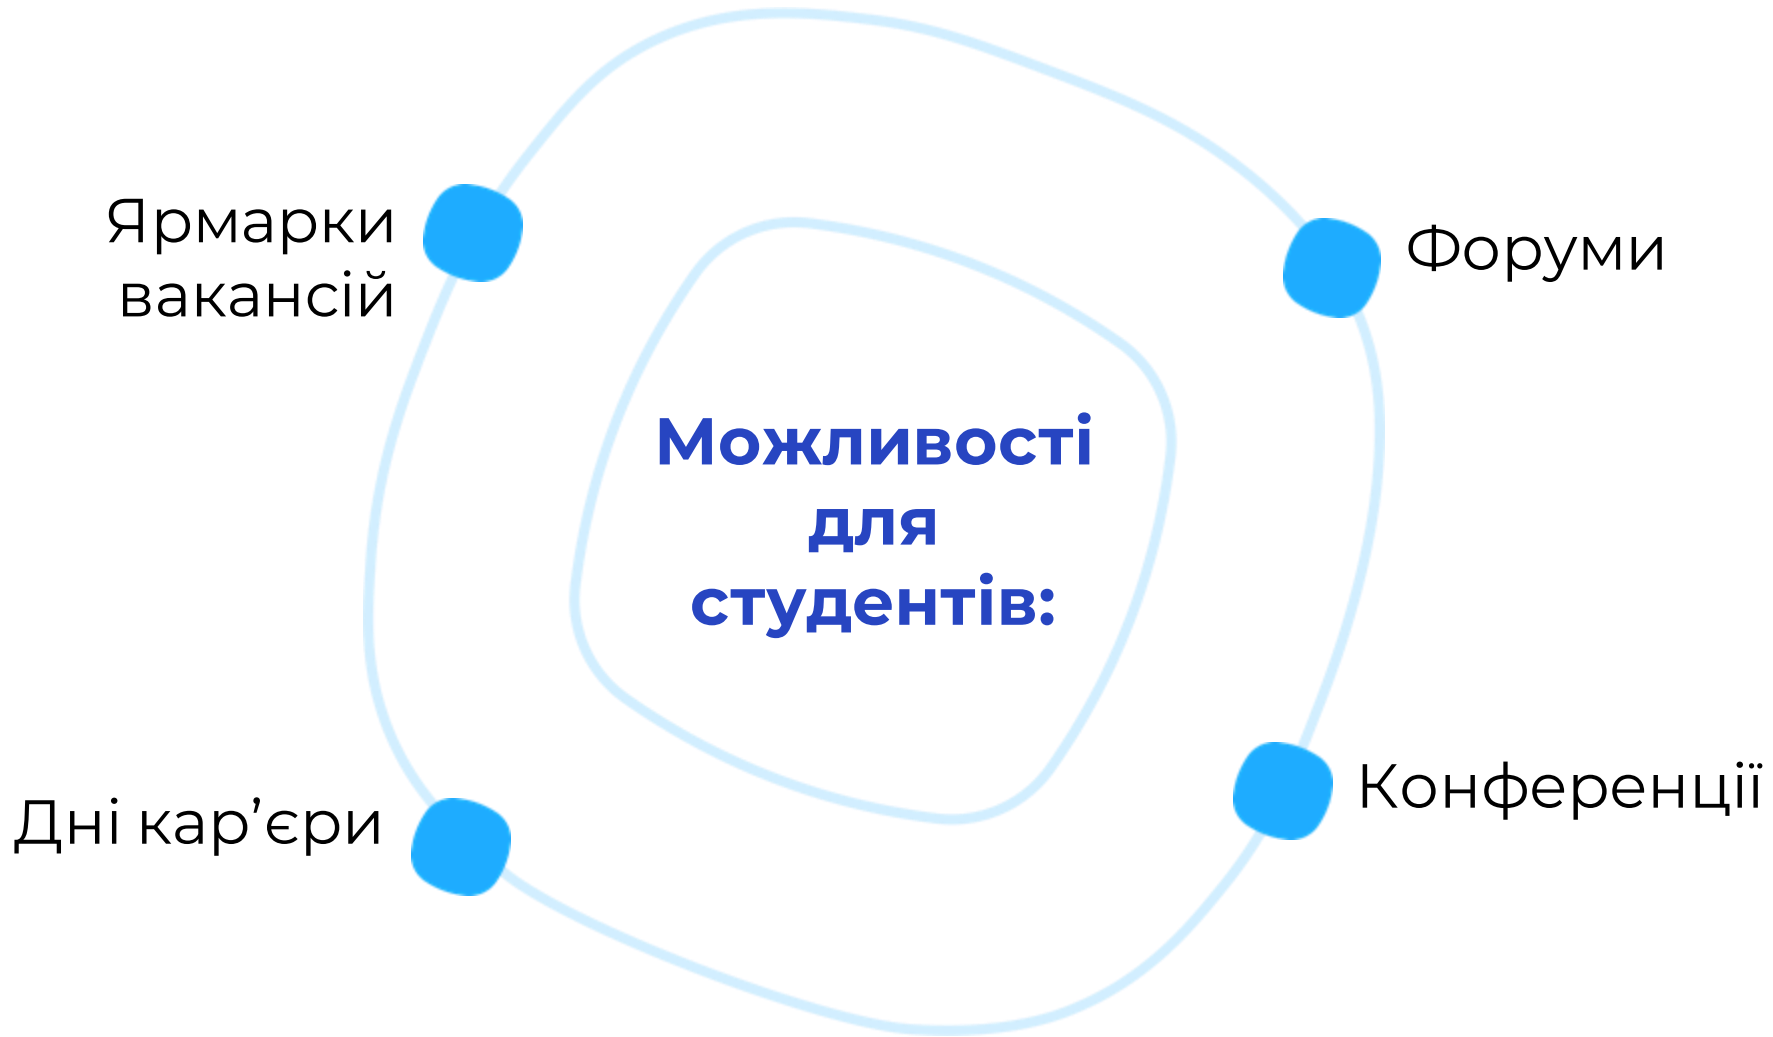 Ярмарки
вакансій
Форуми
Можливості
для
студентів:
Дні кар’єри
Конференції